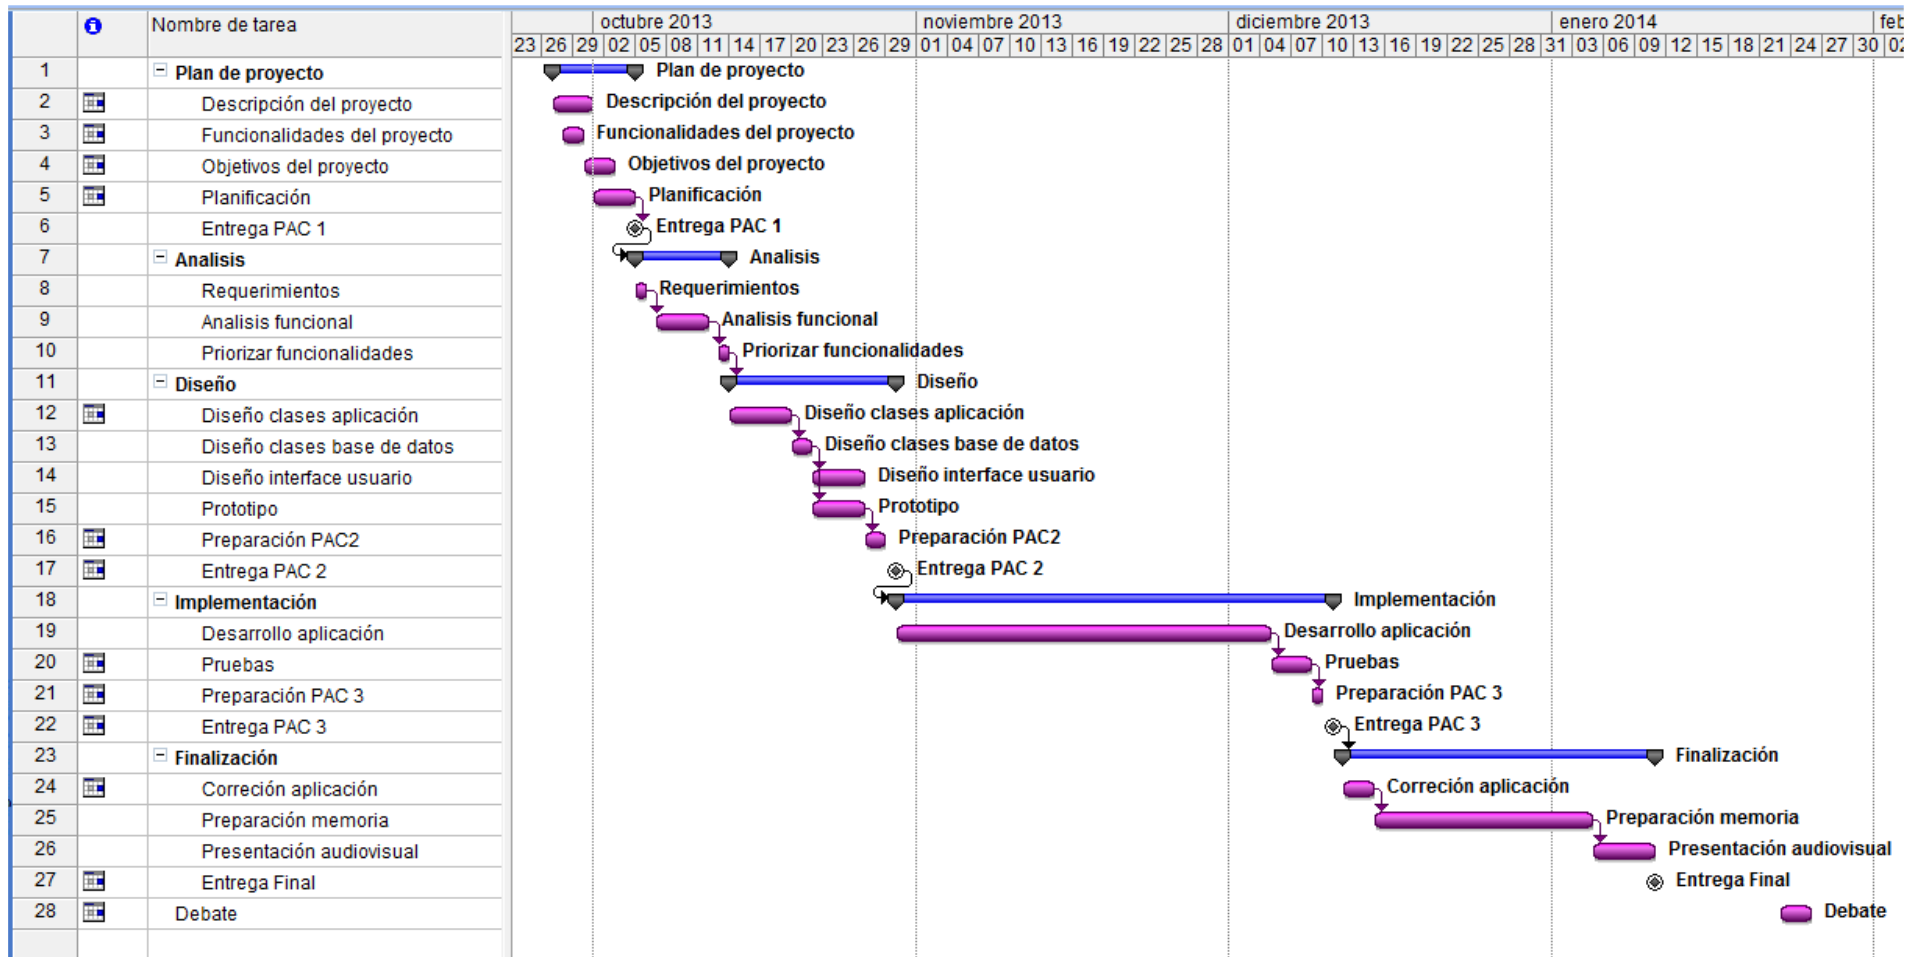 Nombre de tarea
octubre 2013 noviembre 2013 diciembre 2013 enero 2014 feb
23 26 29 02 05 08 11 14 17 20 23 26 29 01 04 07 10 13 16 19 22 25 28 01 04 07 10 13 16 19 22 25 28 31 03 06 09 12 15 18 21 24 27 30 02
1 Plan de proyecto Plan de proyecto
2 Descripción del proyecto Descripción del proyecto
3 Funcionalidades del proyecto Funcionalidades del proyecto
4 Objetivos del proyecto Objetivos del proyecto
5 Planificación Planificación
6 Entrega PAC 1 Entrega PAC 1
7 Analisis Analisis
8 Requerimientos Requerimientos
9 Analisis funcional Analisis funcional
10 Priorizar funcionalidades Priorizar funcionalidades
11 Diseño Diseño
12 Diseño clases aplicación Diseño clases aplicación
13 Diseño clases base de datos Diseño clases base de datos
14 Diseño interface usuario Diseño interface usuario
15 Prototipo Prototipo
16 Preparación PAC2 Preparación PAC2
17 Entrega PAC 2 Entrega PAC 2
18 Implementación Implementación
19 Desarrollo aplicación Desarrollo aplicación
20 Pruebas Pruebas
21 Preparación PAC 3 Preparación PAC 3
22 Entrega PAC 3 Entrega PAC 3
23 Finalización Finalización
24 Correción aplicación Correción aplicación
25 Preparación memoria Preparación memoria
26 Presentación audiovisual Presentación audiovisual
27 Entrega Final Entrega Final
28 Debate Debate